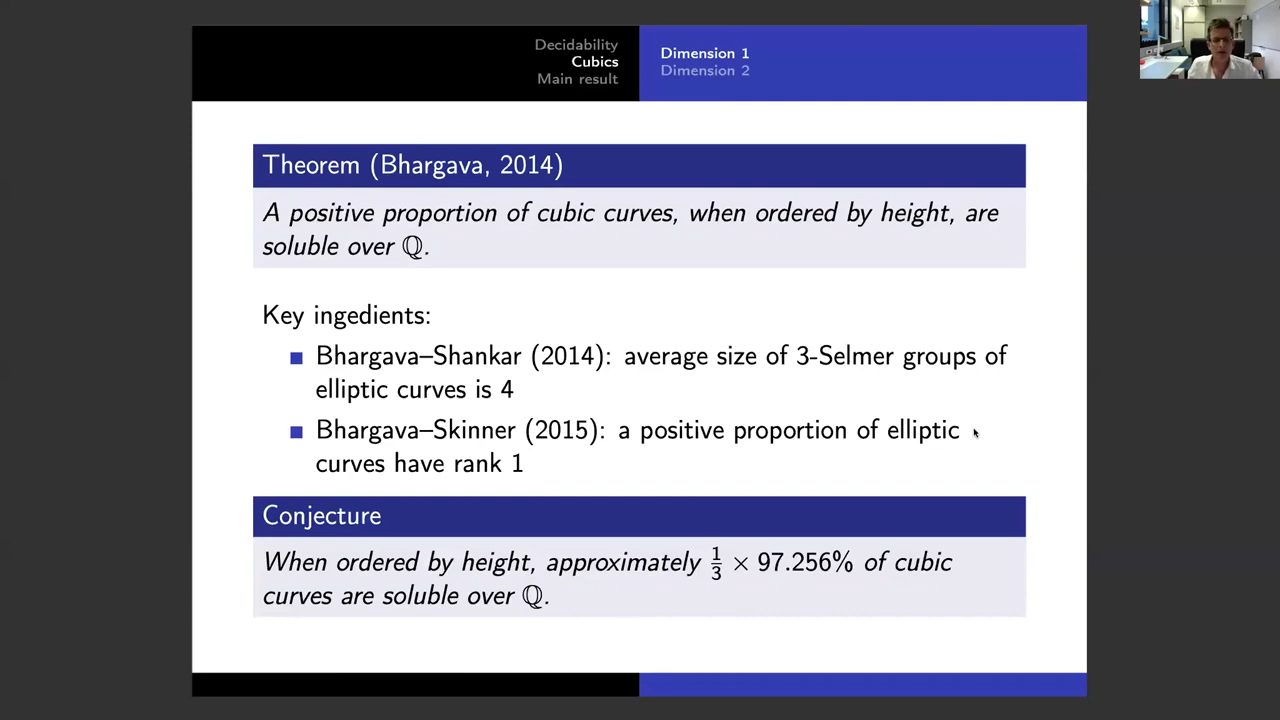 Decidability
Cubics
Main result
Dimension 1
Dimension 2
Theorem (Bhargava, 2014)
A positive proportion of cubic curves, when ordered by height, are
soluble over ℚ.
Key ingedients:
Bhargava–Shankar (2014): average size of 3-Selmer groups of
elliptic curves is 4
Bhargava–Skinner (2015): a positive proportion of elliptic
curves have rank 1
Conjecture
When ordered by height, approximately 1/3 × 97.256% of cubic
curves are soluble over ℚ.